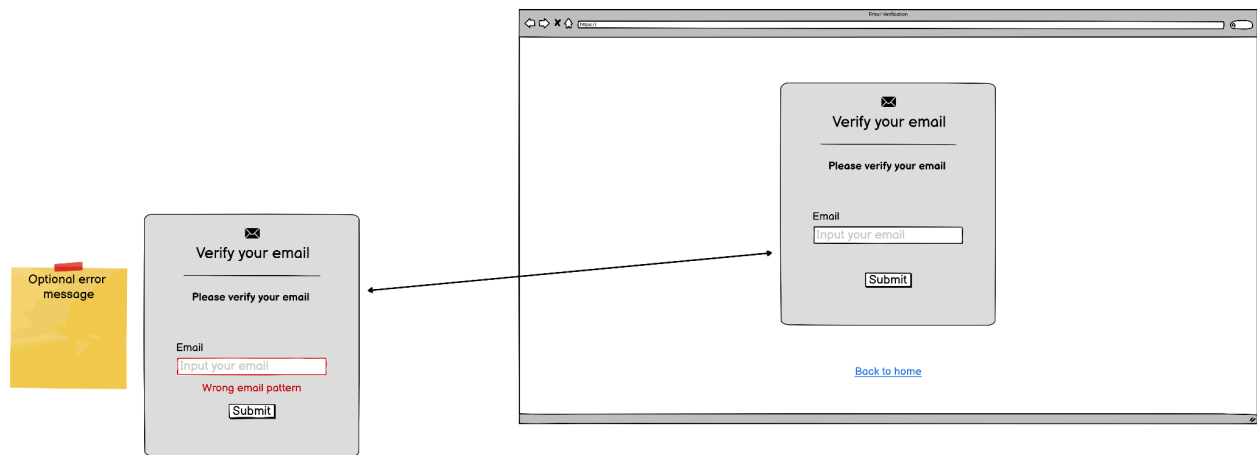 Email Verification
https://
Verify your email
Please verify your email
Email
Input your email
Submit
Back to home
Optional error
message
Verify your email
Please verify your email
Email
Input your email
Wrong email pattern
Submit